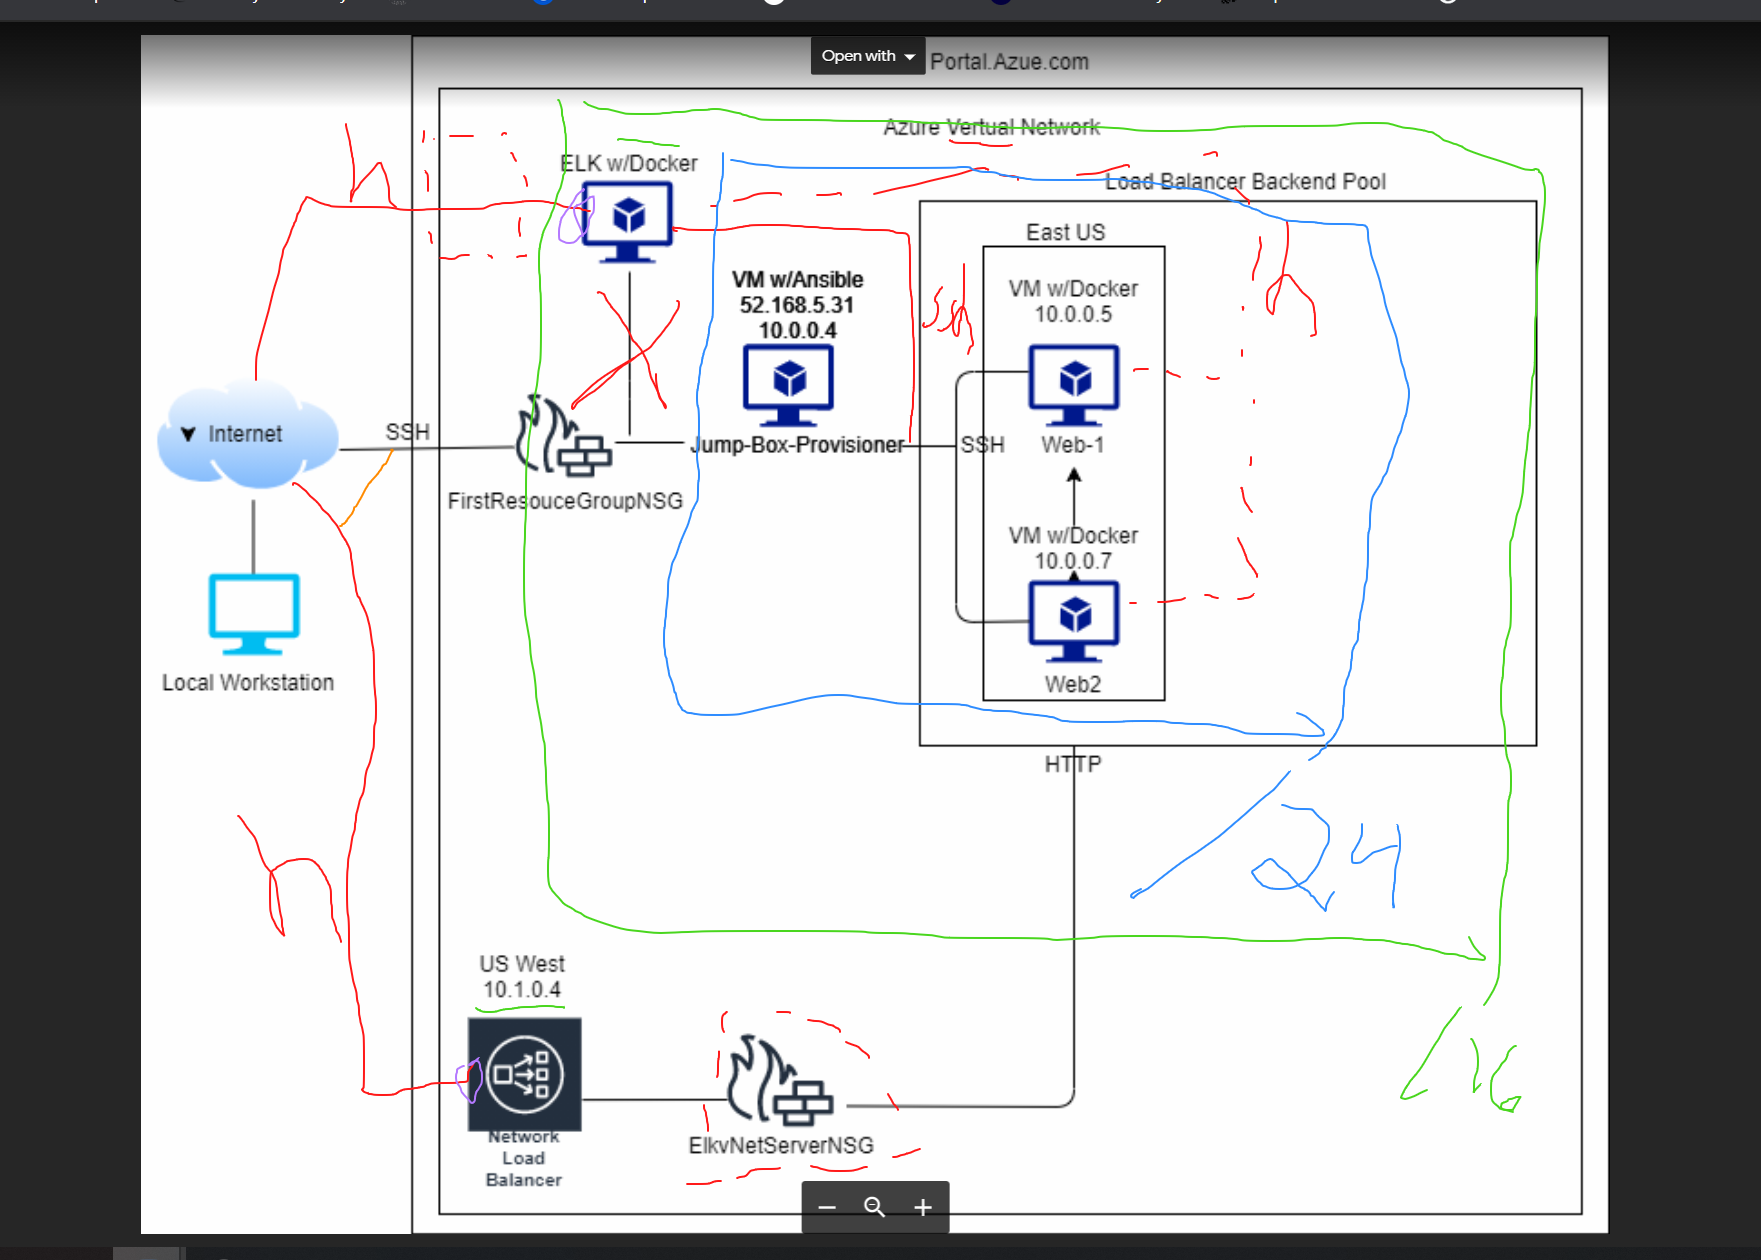 Open with
Portal.Azue.com
Azure Vertual Network
ELK w/Docker
Load Balancer Backend Pool
East US
VM w/Ansible
52.168.5.31
10.0.0.4
VM w/Docker
10.0.0.5
h
h
ssh
Internet
SSH
Jump-Box-Provisioner
SSH
Web-1
FirstResouceGroupNSG
VM w/Docker
10.0.0.7
Local Workstation
Web2
HTTP
/24
h
US West
10.1.0.4
/16
ElkvNetServerNSG
Network
Load
Balancer